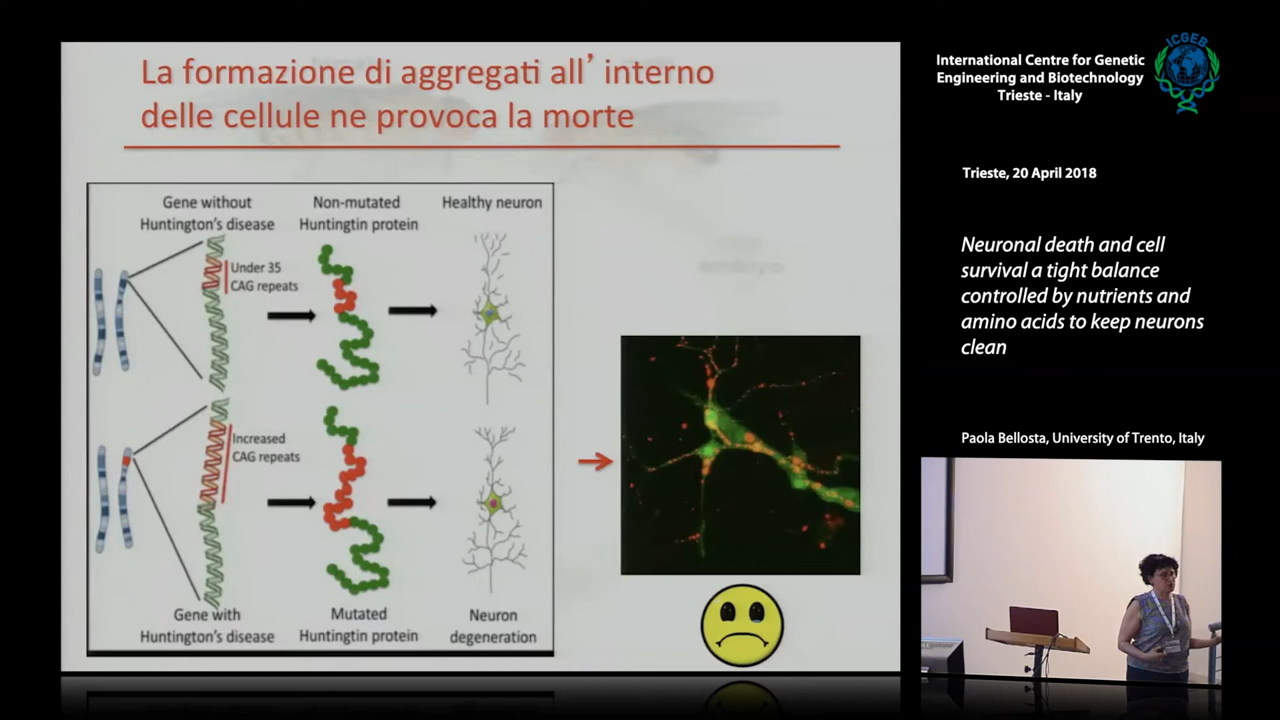 La formazione di aggregati all' interno
delle cellule ne provoca la morte
Gene without
Huntington's disease
Non-mutated
Huntingtin protein
Healthy neuron
Under 35
CAG repeats
Increased
CAG repeats
Gene with
Huntington's disease
Mutated
Huntingtin protein
Neuron
degeneration
International Centre for Genetic
Engineering and Biotechnology
Trieste - Italy
ICGEB
Trieste, 20 April 2018
Neuronal death and cell
survival a tight balance
controlled by nutrients and
amino acids to keep neurons
clean
Paola Bellosta, University of Trento, Italy